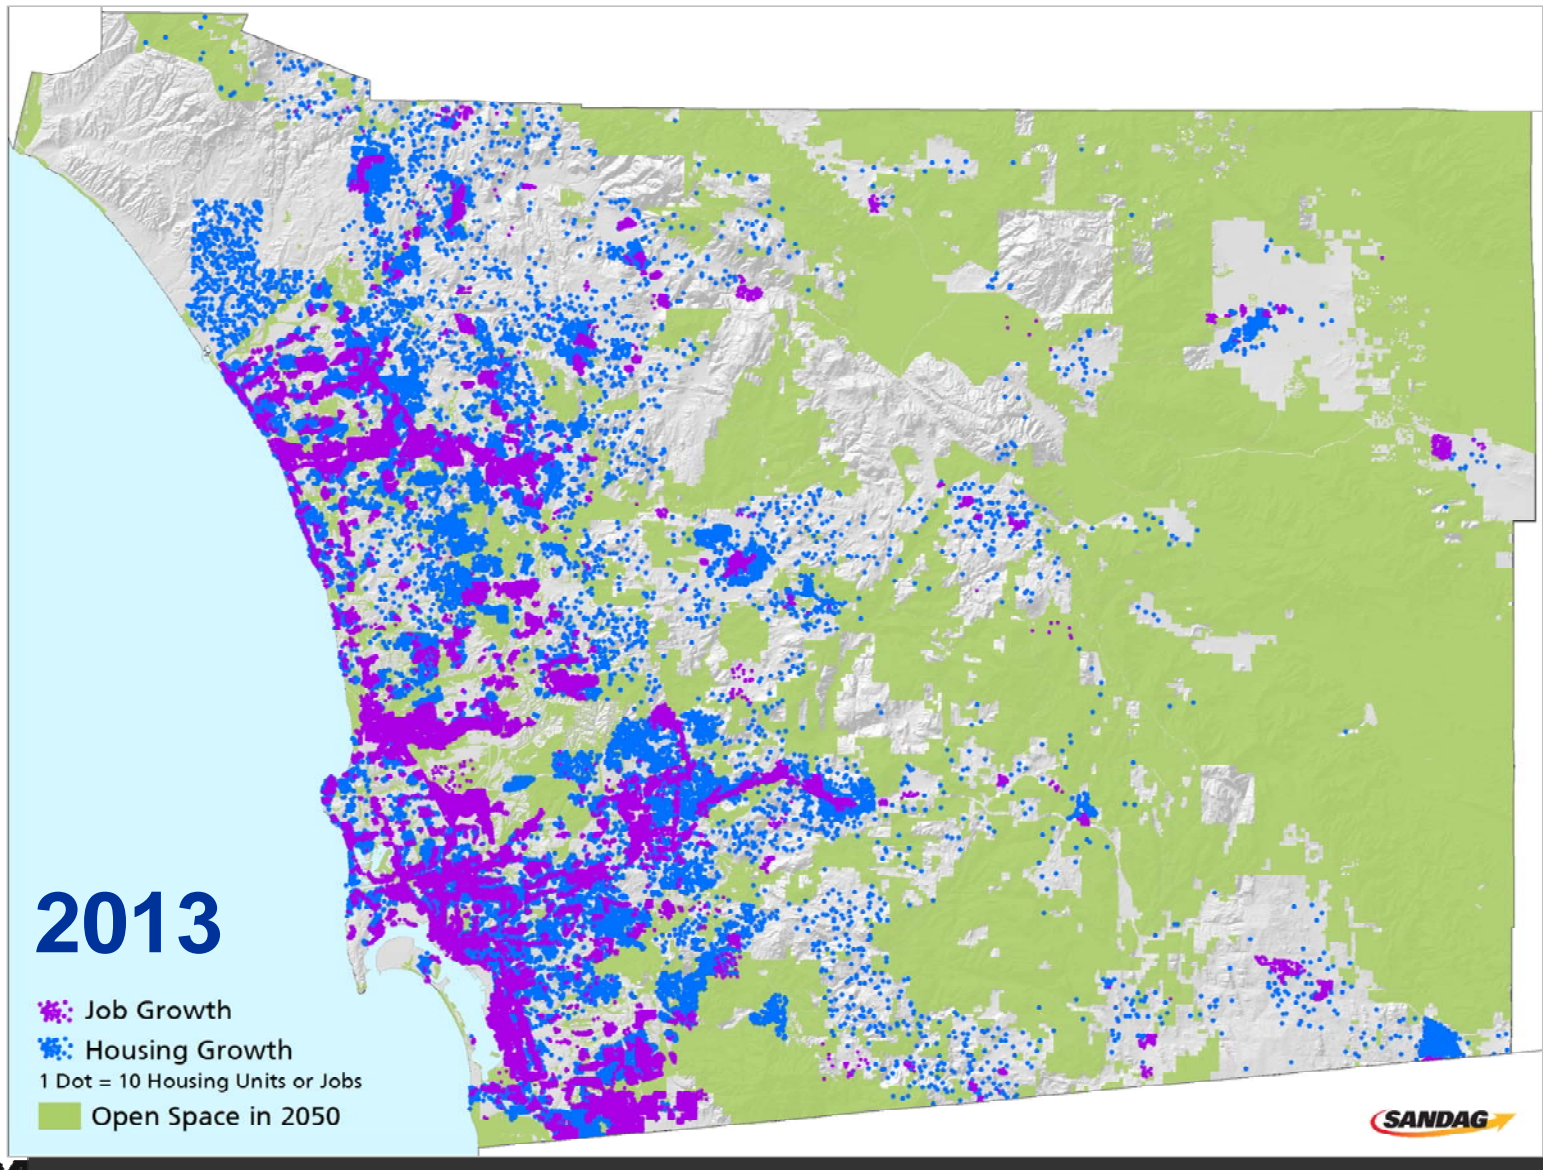 2013
Job Growth
Housing Growth
1 Dot = 10 Housing Units or Jobs
Open Space in 2050
SANDAG